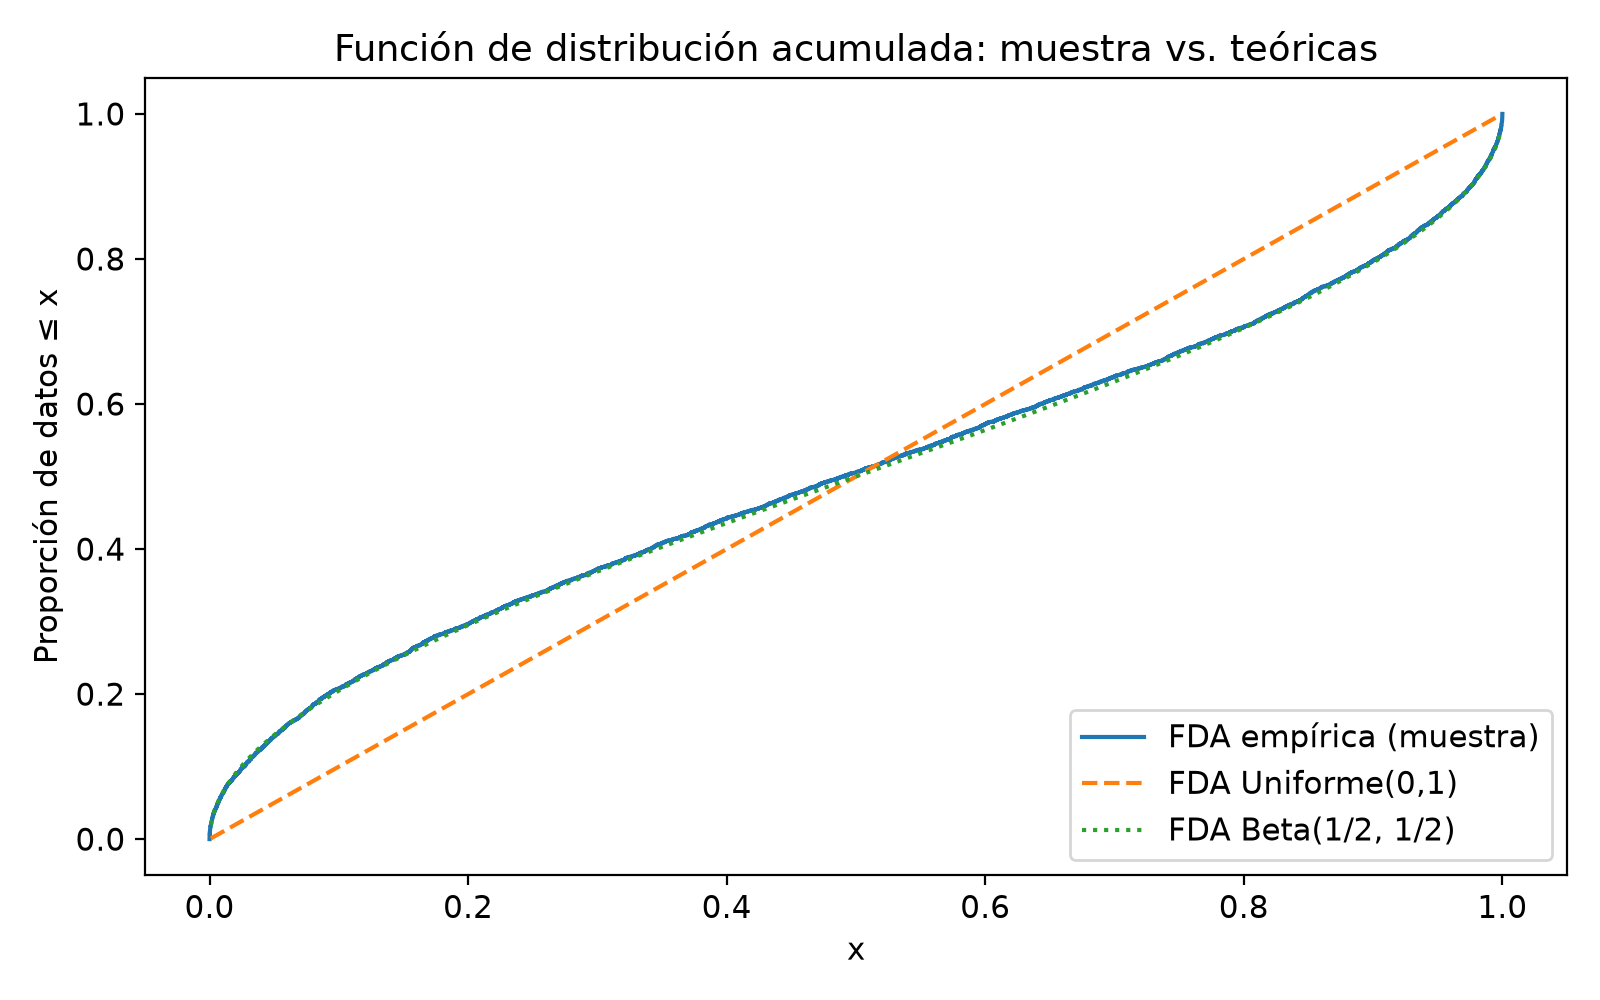 Función de distribución acumulada: muestra vs. teóricas
1.0
0.8
0.6
0.4
0.2
0.0
Proporción de datos ≤ x
FDA empírica (muestra)
FDA Uniforme(0,1)
FDA Beta(1/2, 1/2)
0.0 0.2 0.4 0.6 0.8 1.0
x